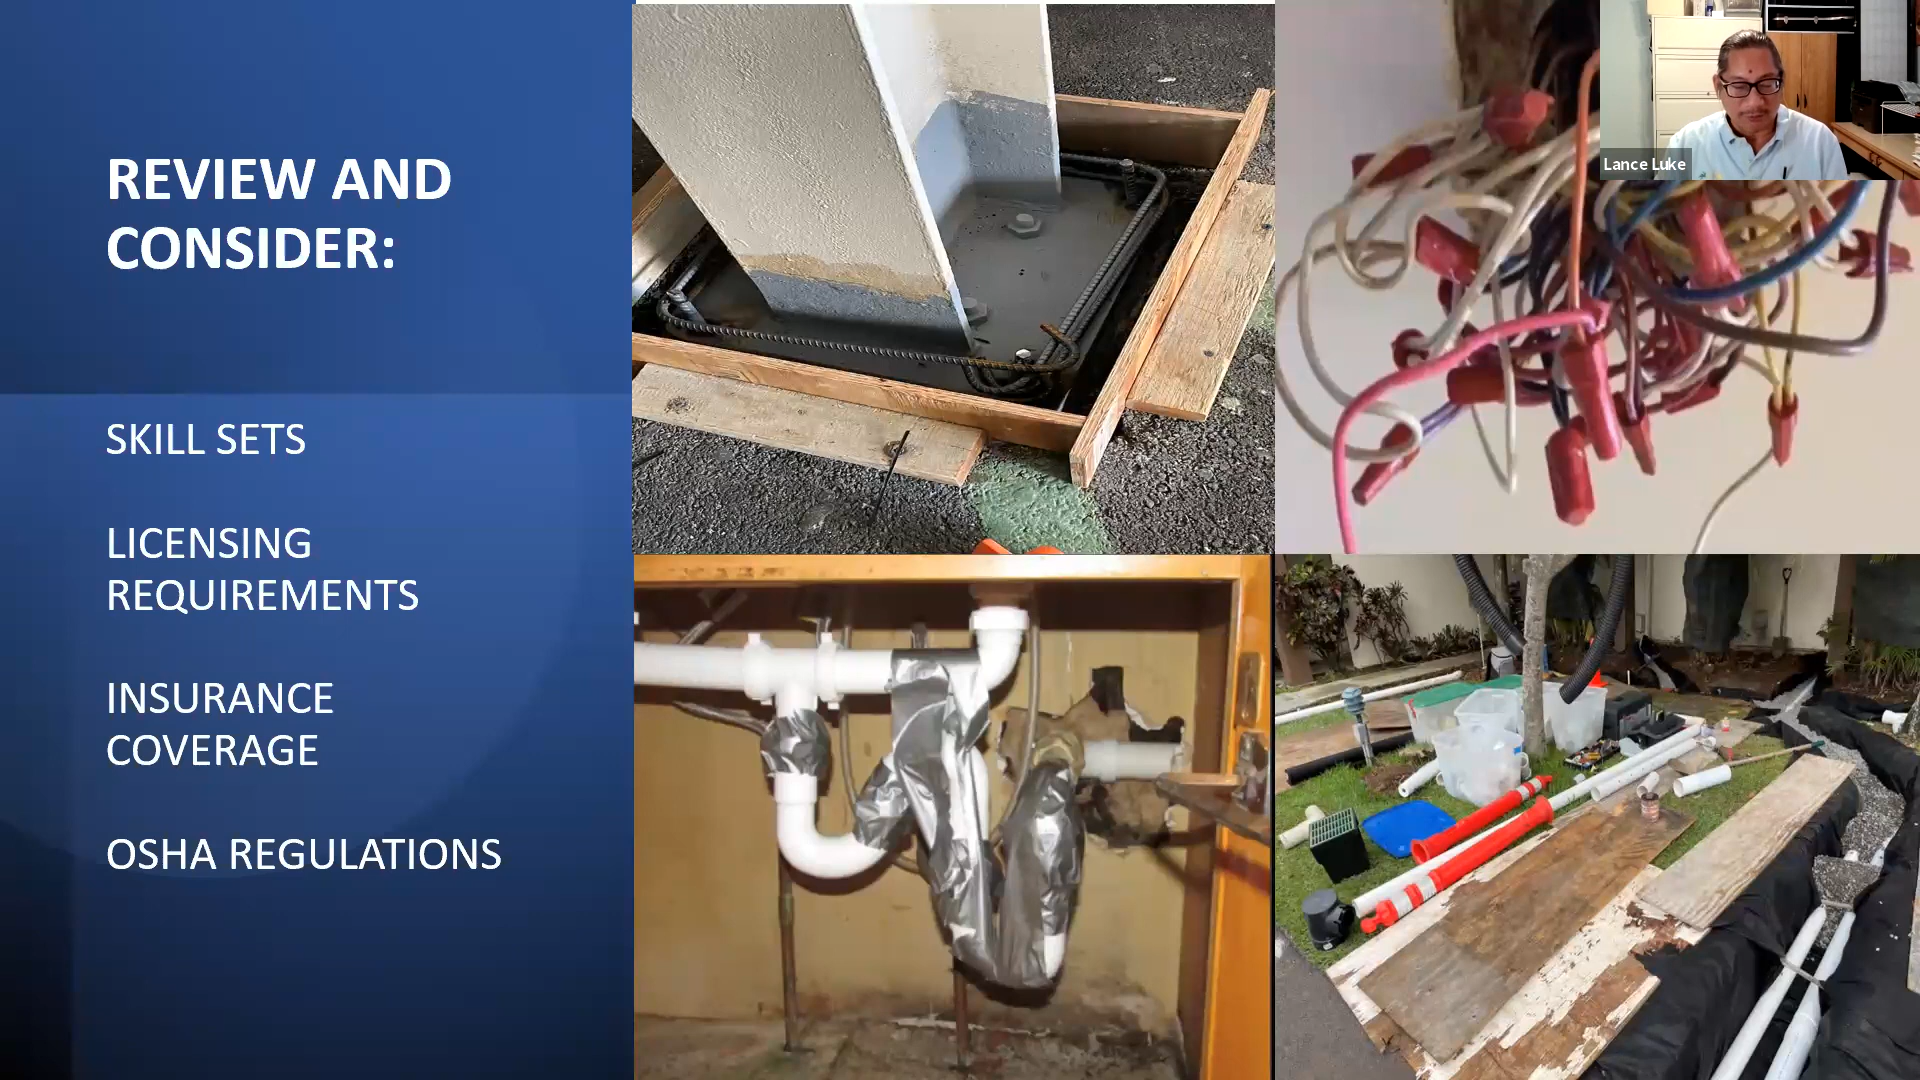 REVIEW AND
CONSIDER:
SKILL SETS
LICENSING
REQUIREMENTS
INSURANCE
COVERAGE
OSHA REGULATIONS
Lance Luke